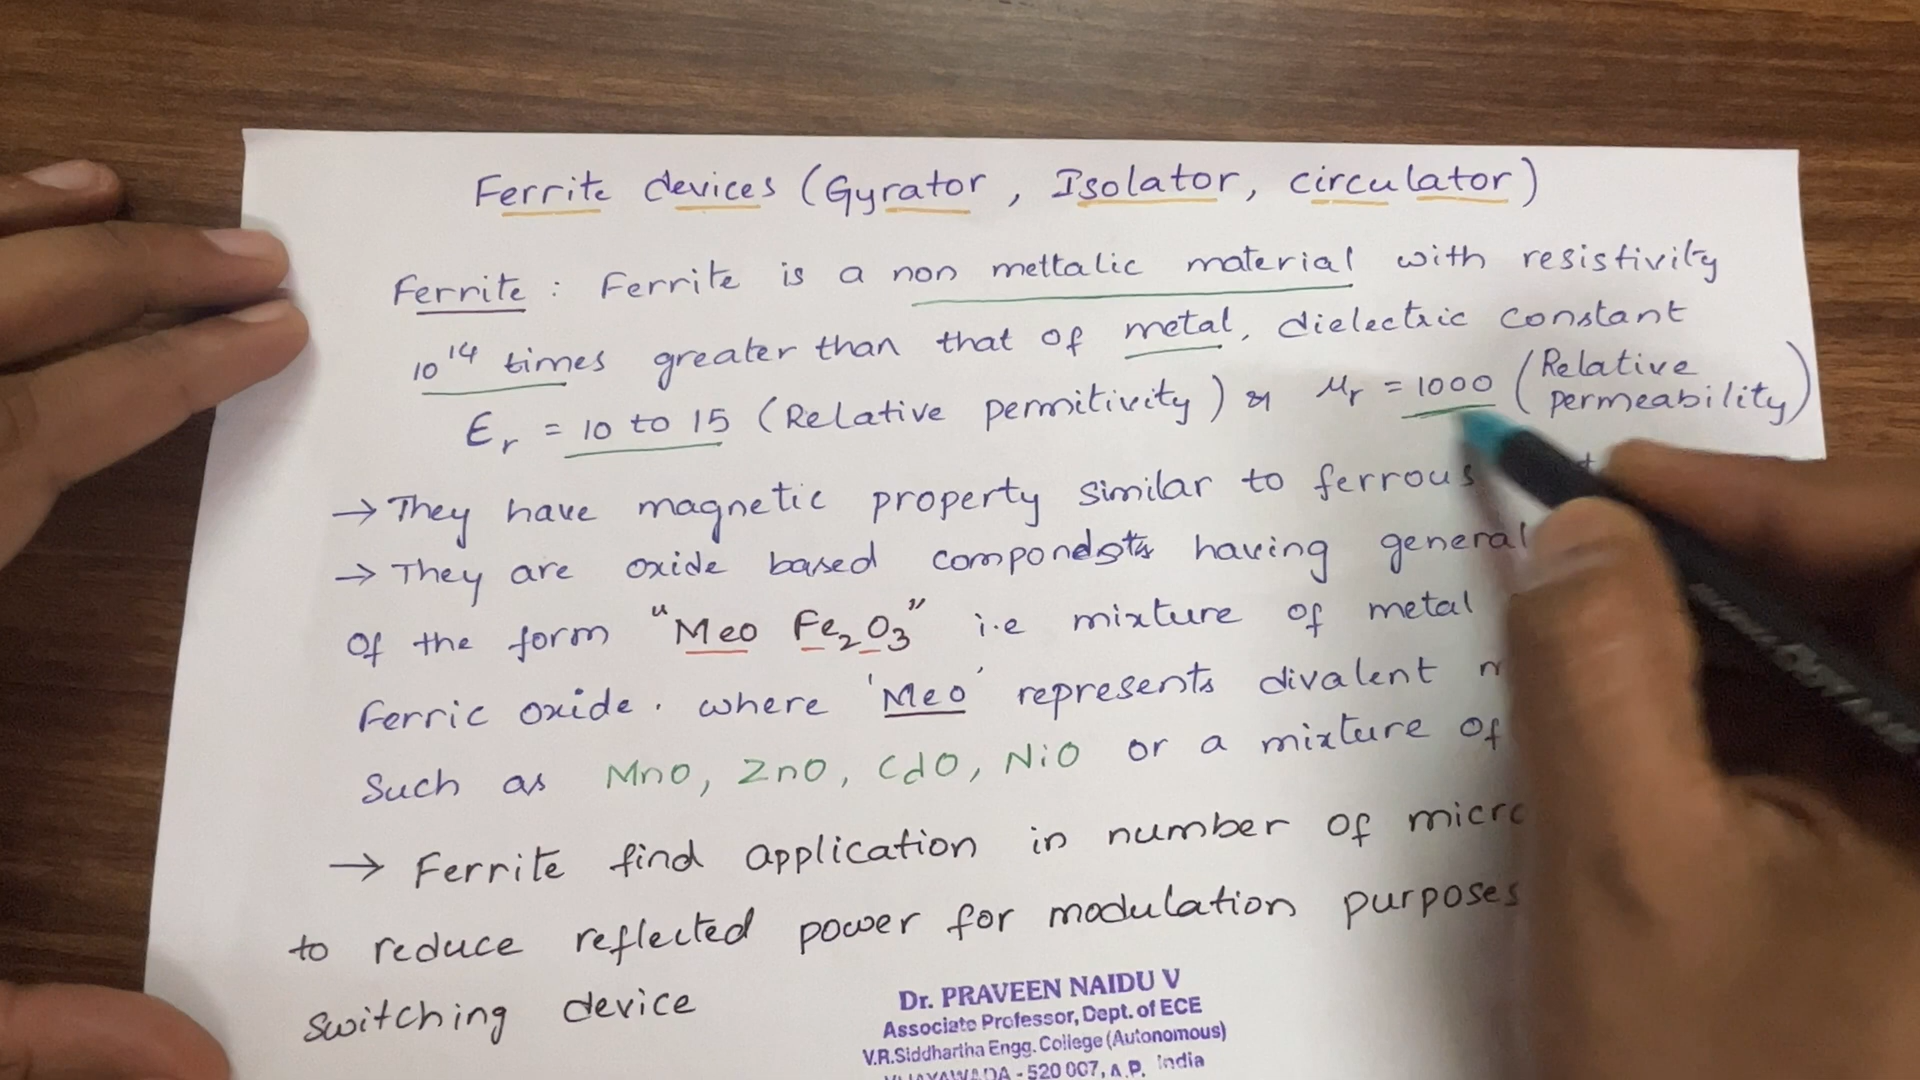 Ferrite devices (Gyrator, Isolator, circulator)
Ferrite : Ferrite is a non mettalic material with resistivity
10¹⁴ times greater than that of metal, dielectric constant
Єr = 10 to 15 (Relative permitivity) & μr = 1000 (Relative permeability)
→ They have magnetic property similar to ferrous
→ They are oxide based having general
of the form "Meo Fe₂O₃" i.e mixture of metal
Ferric oxide. where 'Meo' represents divalent
Such as MnO, ZnO, CdO, NiO or a mixture of
→ Ferrite find application in number of
to reduce reflected power for modulation purposes
switching device
Dr. PRAVEEN NAIDU V
Associate Professor, Dept. of ECE
V.R.Siddhartha Engg. College (Autonomous)
VIJAYAWADA - 520 007, A.P. India